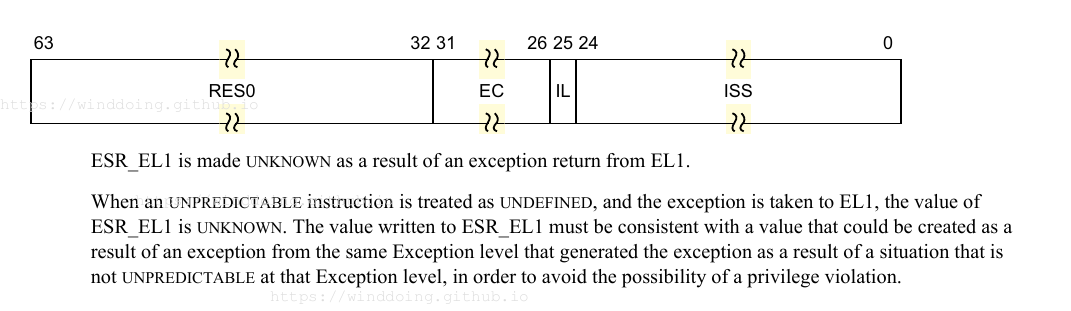 63 32 31 26 25 24 0
RES0 EC IL ISS
https://winddoing.github.io
ESR_EL1 is made UNKNOWN as a result of an exception return from EL1.
When an UNPREDICTABLE instruction is treated as UNDEFINED, and the exception is taken to EL1, the value of
ESR_EL1 is UNKNOWN. The value written to ESR_EL1 must be consistent with a value that could be created as a
result of an exception from the same Exception level that generated the exception as a result of a situation that is
not UNPREDICTABLE at that Exception level, in order to avoid the possibility of a privilege violation.
https://winddoing.github.io